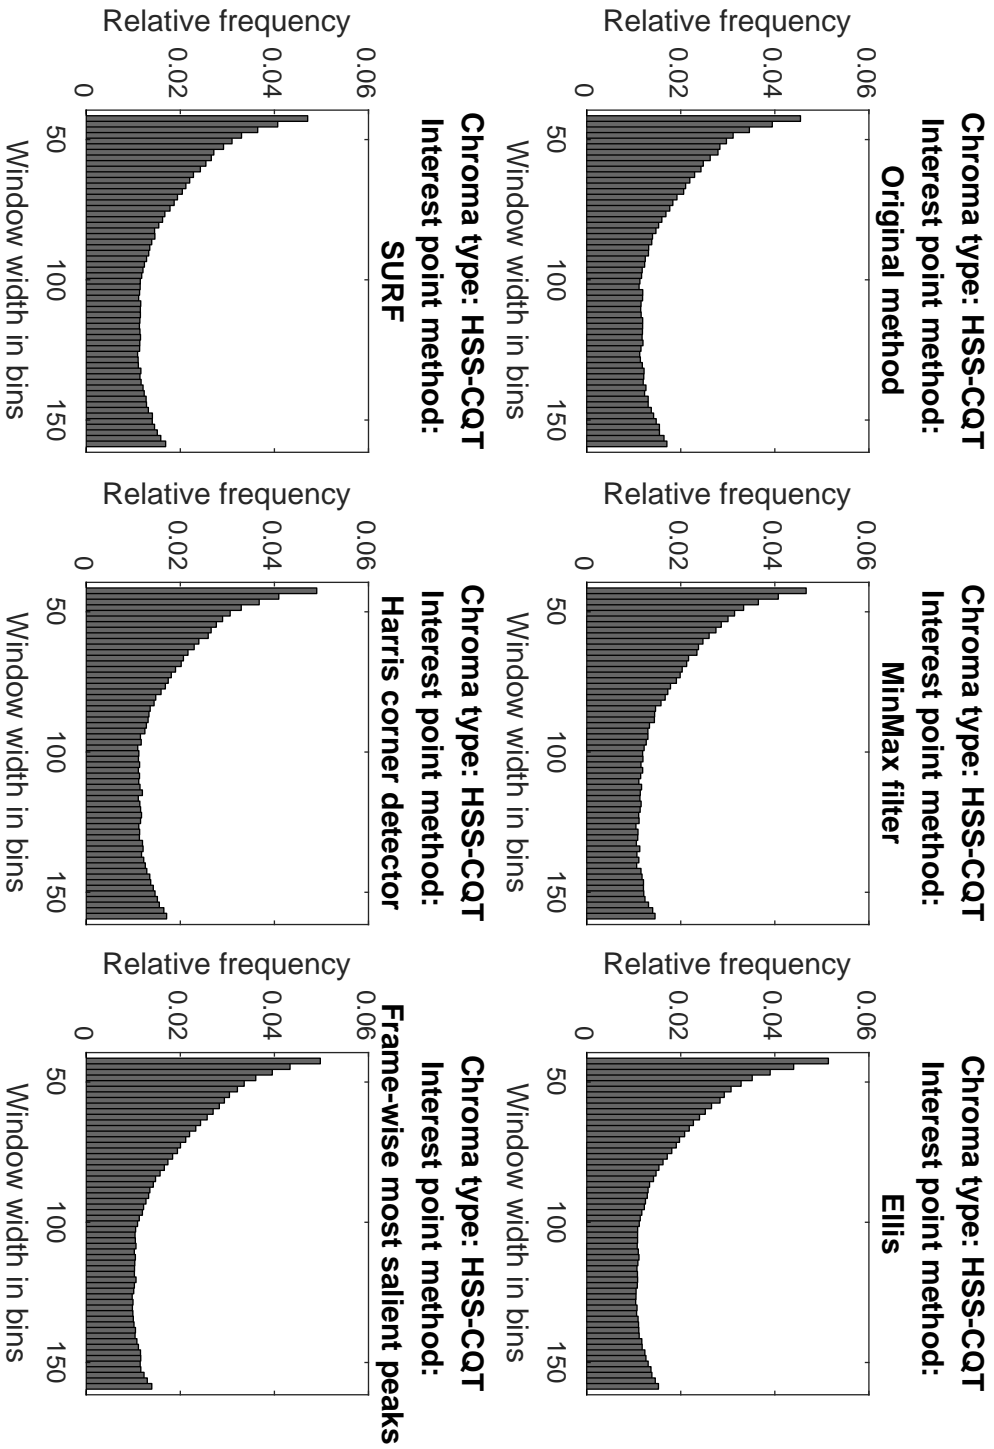 Chroma type: HSS-CQT
Interest point method:
Original method
Relative frequency
0.06
0.04
0.02
0
50
100
150
Window width in bins
Chroma type: HSS-CQT
Interest point method:
MinMax filter
Relative frequency
0.06
0.04
0.02
0
50
100
150
Window width in bins
Chroma type: HSS-CQT
Interest point method:
Ellis
Relative frequency
0.06
0.04
0.02
0
50
100
150
Window width in bins
Chroma type: HSS-CQT
Interest point method:
SURF
Relative frequency
0.06
0.04
0.02
0
50
100
150
Window width in bins
Chroma type: HSS-CQT
Interest point method:
Harris corner detector
Relative frequency
0.06
0.04
0.02
0
50
100
150
Window width in bins
Chroma type: HSS-CQT
Interest point method:
Frame-wise most salient peaks
Relative frequency
0.06
0.04
0.02
0
50
100
150
Window width in bins